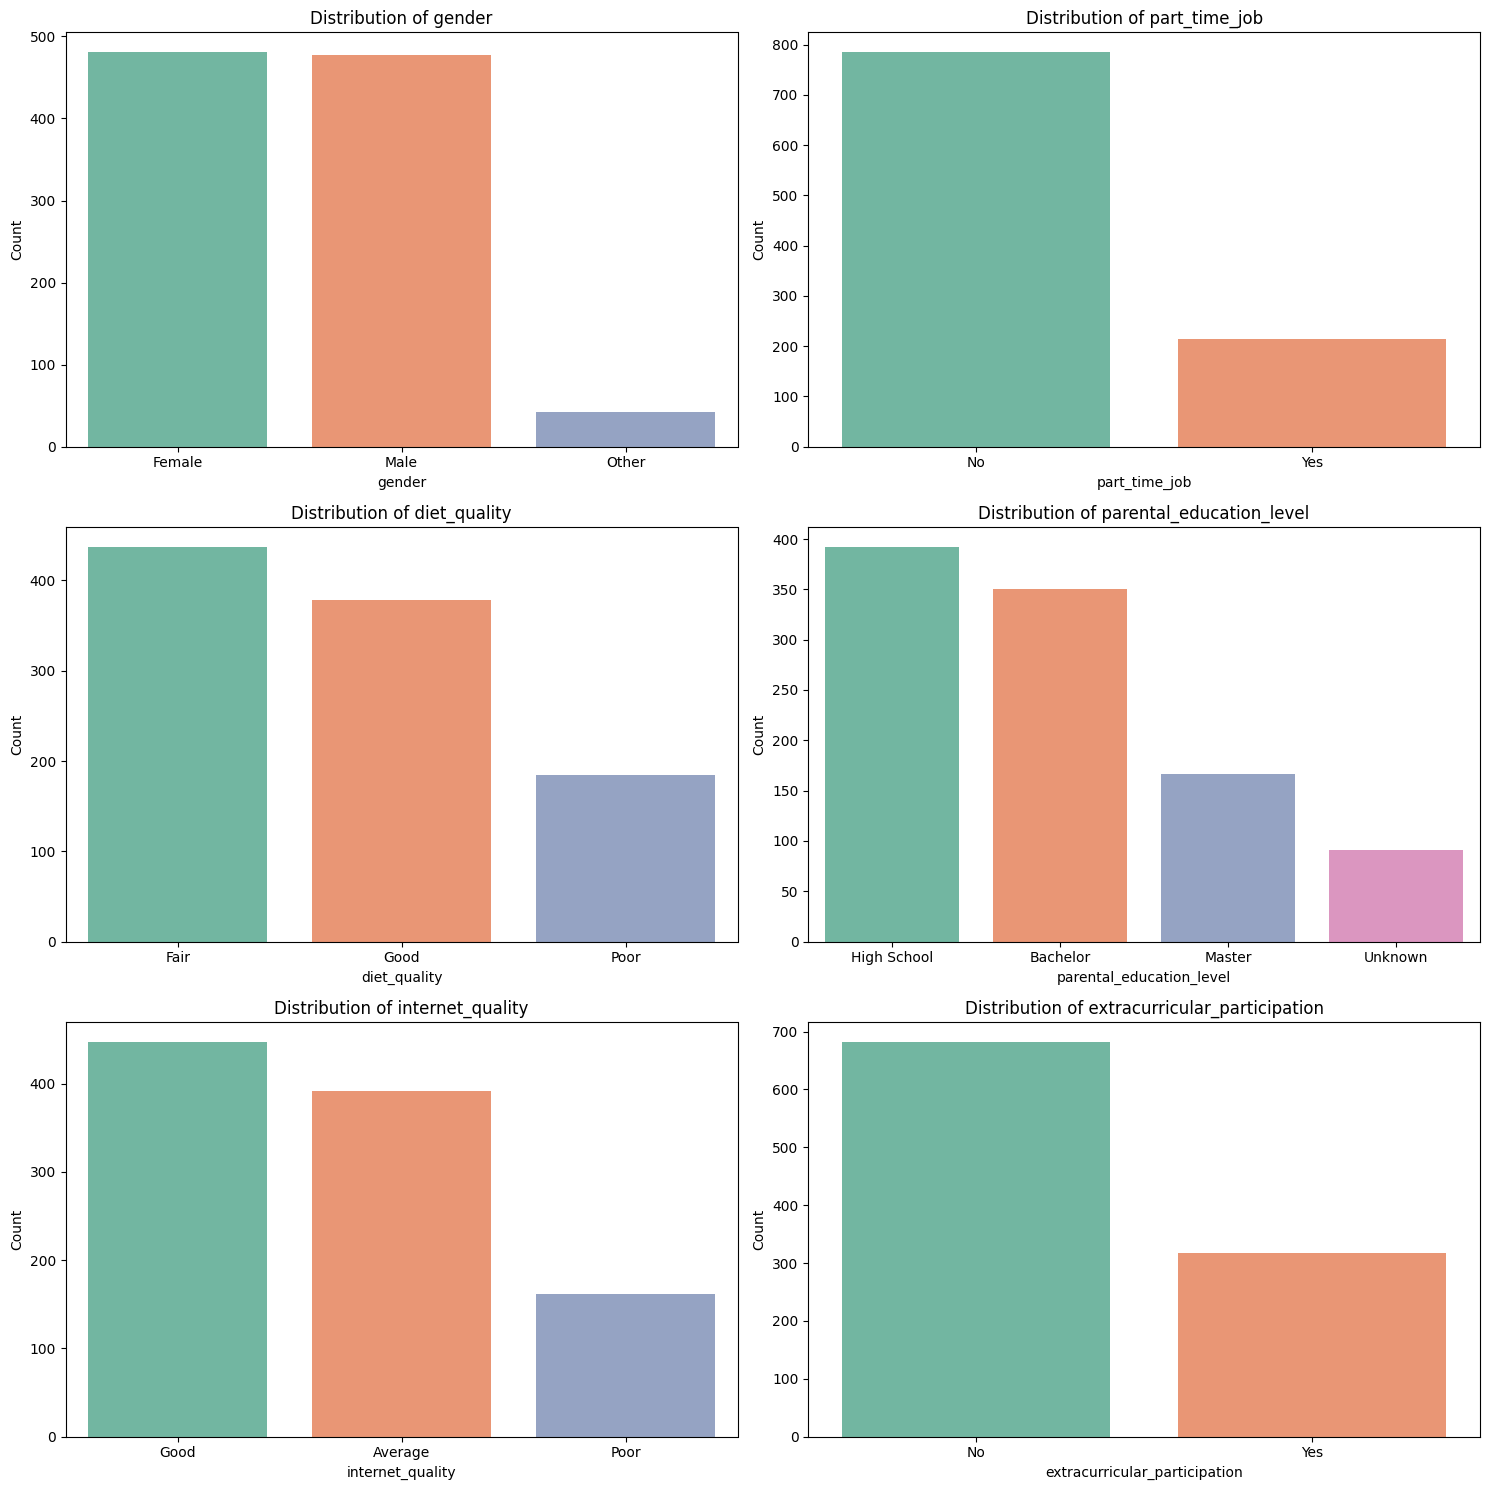 Distribution of gender
500
400
300
200
100
0
Count
Female Male Other
gender
Distribution of part_time_job
800
700
600
500
400
300
200
100
0
Count
No Yes
part_time_job
Distribution of diet_quality
400
300
200
100
0
Count
Fair Good Poor
diet_quality
Distribution of parental_education_level
400
350
300
250
200
150
100
50
0
Count
High School Bachelor Master Unknown
parental_education_level
Distribution of internet_quality
400
300
200
100
0
Count
Good Average Poor
internet_quality
Distribution of extracurricular_participation
700
600
500
400
300
200
100
0
Count
No Yes
extracurricular_participation